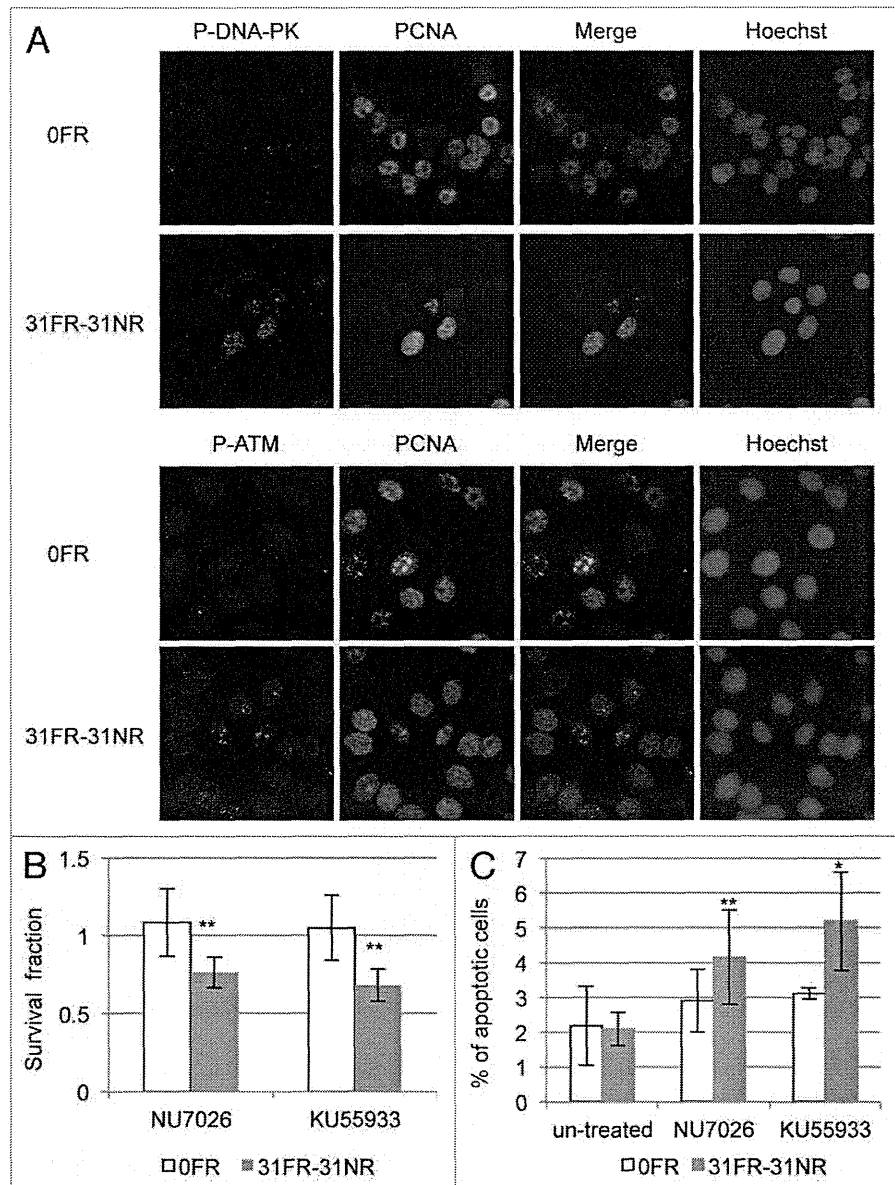 A
P-DNA-PK PCNA Merge Hoechst
0FR
31FR-31NR
P-ATM PCNA Merge Hoechst
0FR
31FR-31NR
B
Survival fraction
1.5
1
0.5
0
** **
NU7026 KU55933
0FR 31FR-31NR
C
% of apoptotic cells
7
6
5
4
3
2
1
0
** *
un-treated NU7026 KU55933
0FR 31FR-31NR